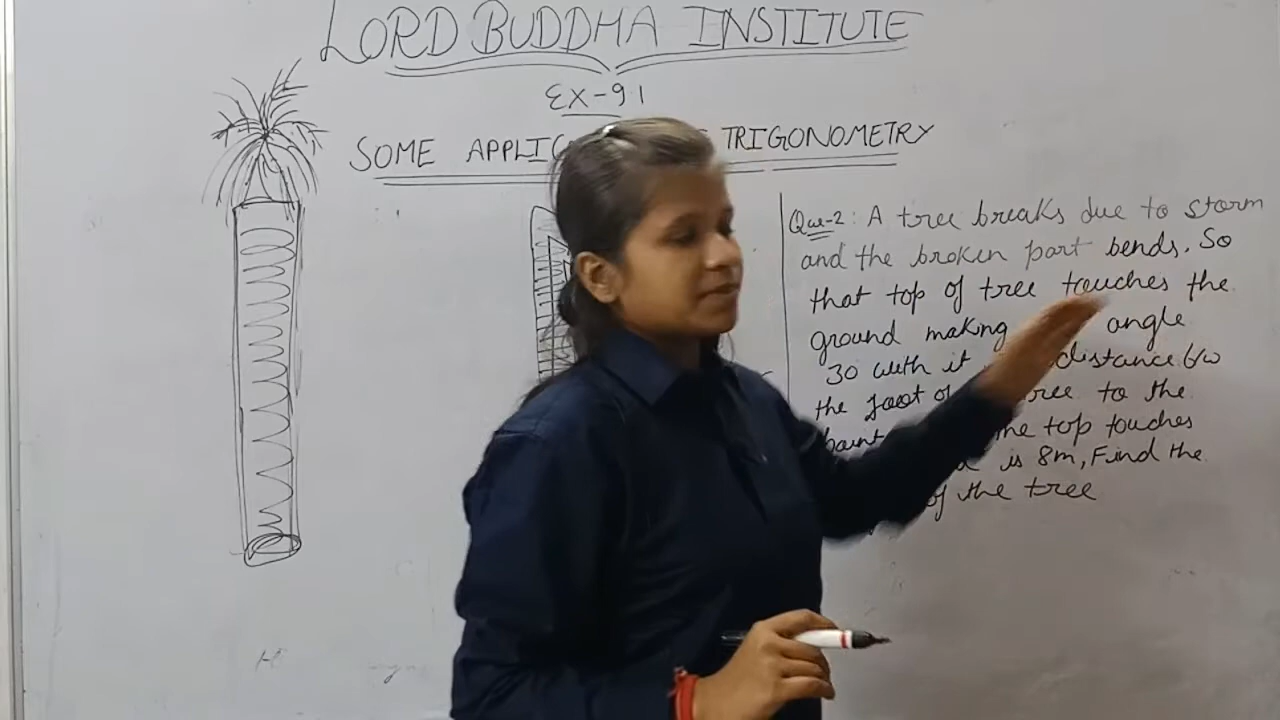 LORD BUDDHA INSTITUTE
EX-9.1
SOME APPLIC TRIGONOMETRY
Que-2: A tree breaks due to storm
and the broken part bends. So
that top of tree touches the
ground making angle
30 with it distance b/w
the foot of tree to the
the top touches
is 8m, Find the
of the tree